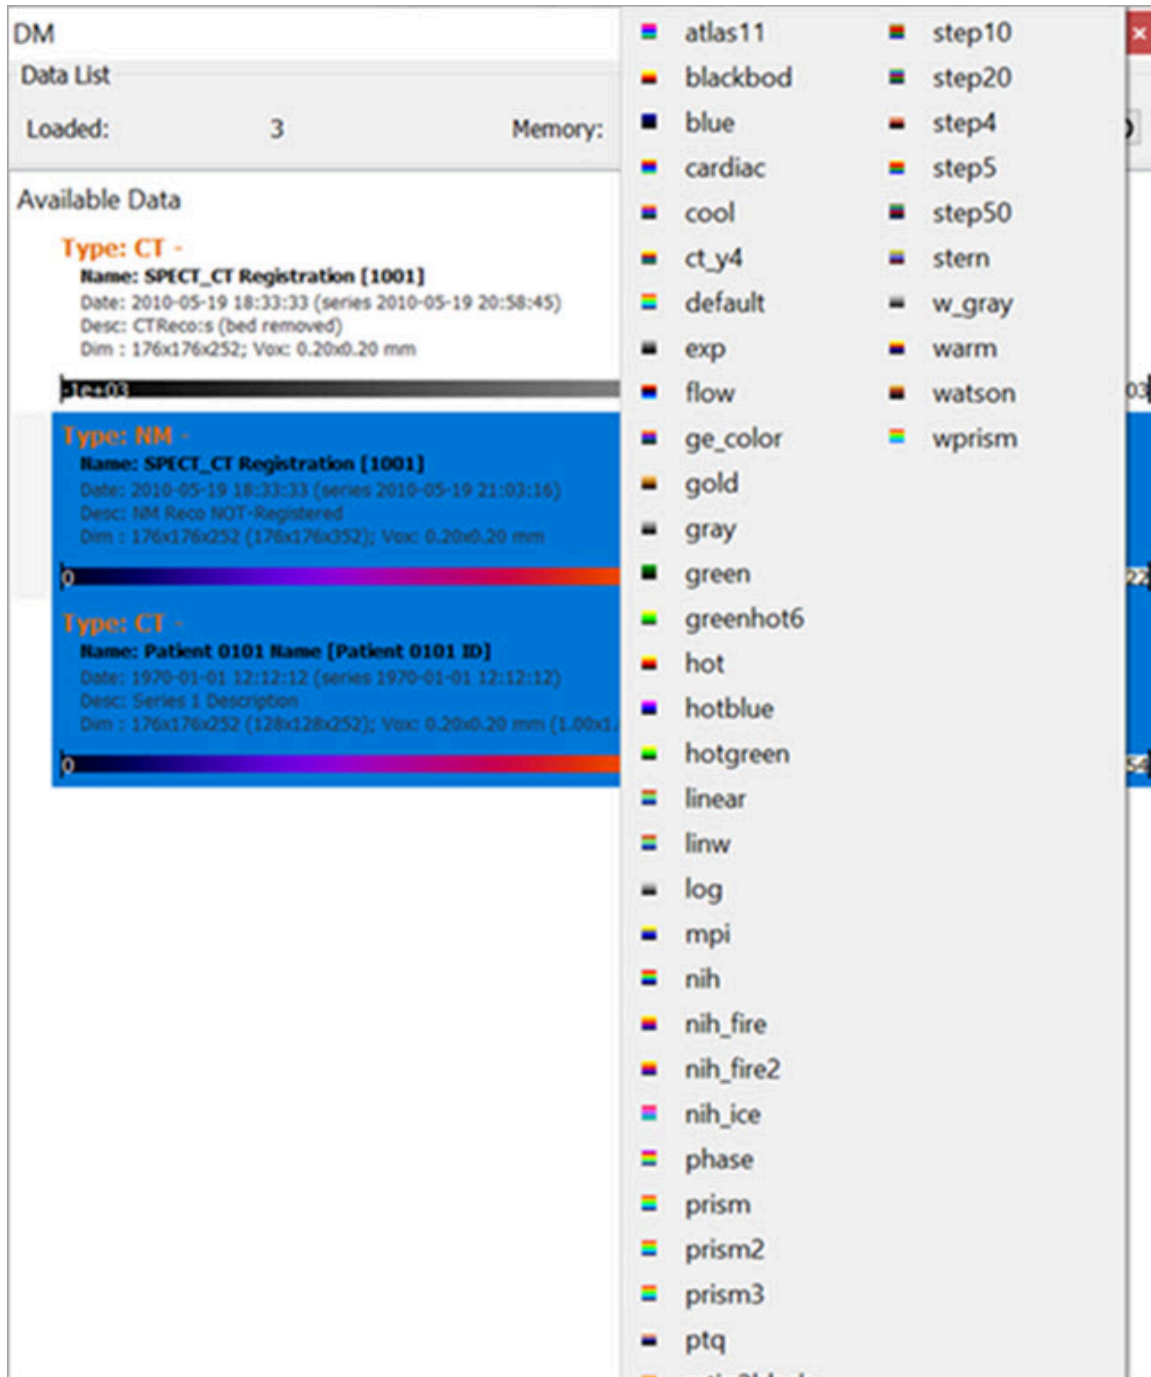 DM
Data List
Loaded: 3 Memory:
Available Data
Type: CT -
Name: SPECT_CT Registration [1001]
Date: 2010-05-19 18:33:33 (series 2010-05-19 20:58:45)
Desc: CTReco:s (bed removed)
Dim : 176x176x252; Vox: 0.20x0.20 mm
-1e+03 03
Type: NM -
Name: SPECT_CT Registration [1001]
Date: 2010-05-19 18:33:33 (series 2010-05-19 21:03:16)
Desc: NM Reco NOT-Registered
Dim : 176x176x252 (176x176x352); Vox: 0.20x0.20 mm
0 22
Type: CT -
Name: Patient 0101 Name [Patient 0101 ID]
Date: 1970-01-01 12:12:12 (series 1970-01-01 12:12:12)
Desc: Series 1 Description
Dim : 176x176x252 (128x128x252); Vox: 0.20x0.20 mm (1.00x1.
0 54
atlas11
blackbod
blue
cardiac
cool
ct_y4
default
exp
flow
ge_color
gold
gray
green
greenhot6
hot
hotblue
hotgreen
linear
linw
log
mpi
nih
nih_fire
nih_fire2
nih_ice
phase
prism
prism2
prism3
ptq
step10
step20
step4
step5
step50
stern
w_gray
warm
watson
wprism